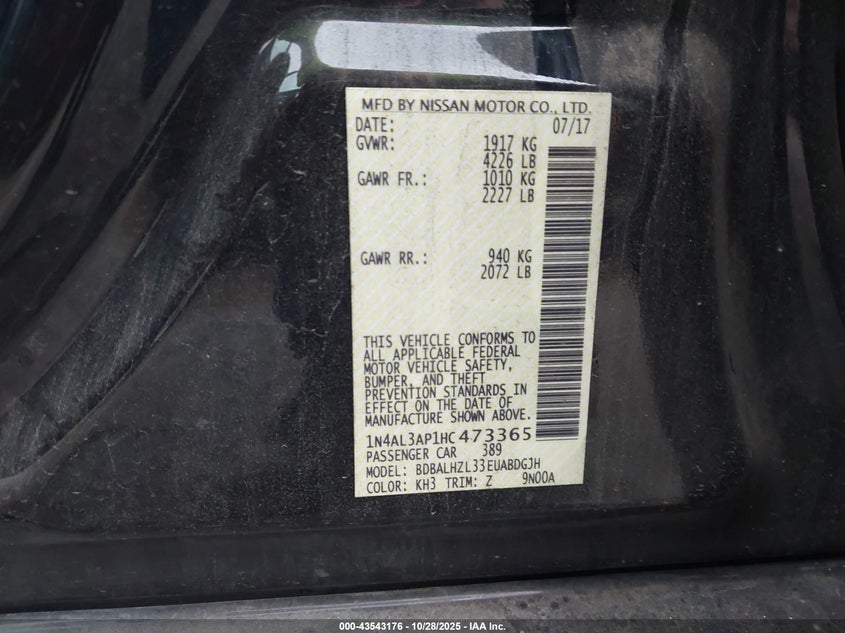 MFD BY NISSAN MOTOR CO., LTD.
DATE: 07/17
GVWR: 1917 KG
4226 LB
GAWR FR.: 1010 KG
2227 LB
GAWR RR.: 940 KG
2072 LB
THIS VEHICLE CONFORMS TO
ALL APPLICABLE FEDERAL
MOTOR VEHICLE SAFETY,
BUMPER, AND THEFT
PREVENTION STANDARDS IN
EFFECT ON THE DATE OF
MANUFACTURE SHOWN ABOVE.
1N4AL3AP1HC473365
PASSENGER CAR 389
MODEL: BDBALHZL33EUABDGJH
COLOR: KH3 TRIM: Z 9N00A
000-43543176 | 10/28/2025 - IAA Inc.